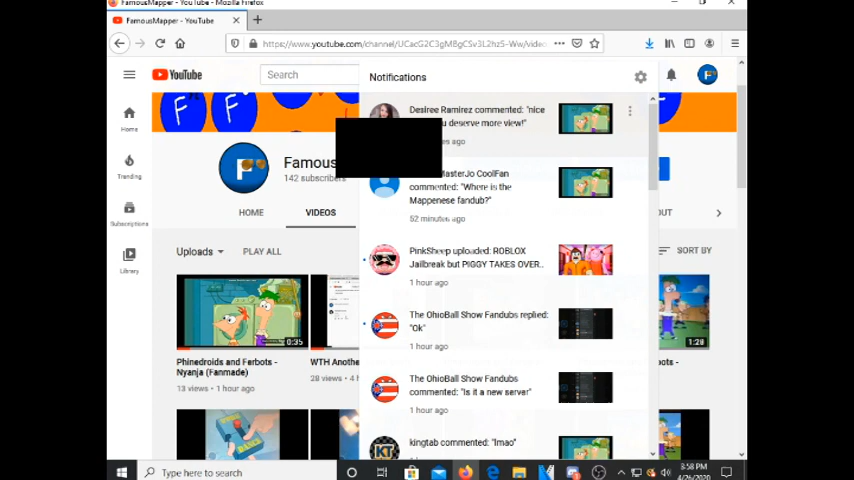 FamousMapper - YouTube - Mozilla Firefox
FamousMapper - YouTube
https://www.youtube.com/channel/
YouTube
Search
Notifications
Home
Trending
Subscriptions
Library
Famous
142 subscribers
HOME
VIDEOS
Uploads
PLAY ALL
SORT BY
0:35
1:28
Phinedroids and Ferbots -
Nyanja (Fanmade)
13 views • 1 hour ago
WTH Anothe
28 views • 4 h
Desiree Ramirez commented: "nice
u deserve more view!"
es ago
MasterJo CoolFan
commented: "Where is the
Mappenese fandub?"
52 minutes ago
PinkSheep uploaded: ROBLOX
Jailbreak but PIGGY TAKES OVER..
1 hour ago
The OhioBall Show Fandubs replied:
"Ok"
1 hour ago
The OhioBall Show Fandubs
commented: "Is it a new server"
1 hour ago
KT
kingtab commented: "lmao"
Type here to search
3:58 PM
4/26/2020